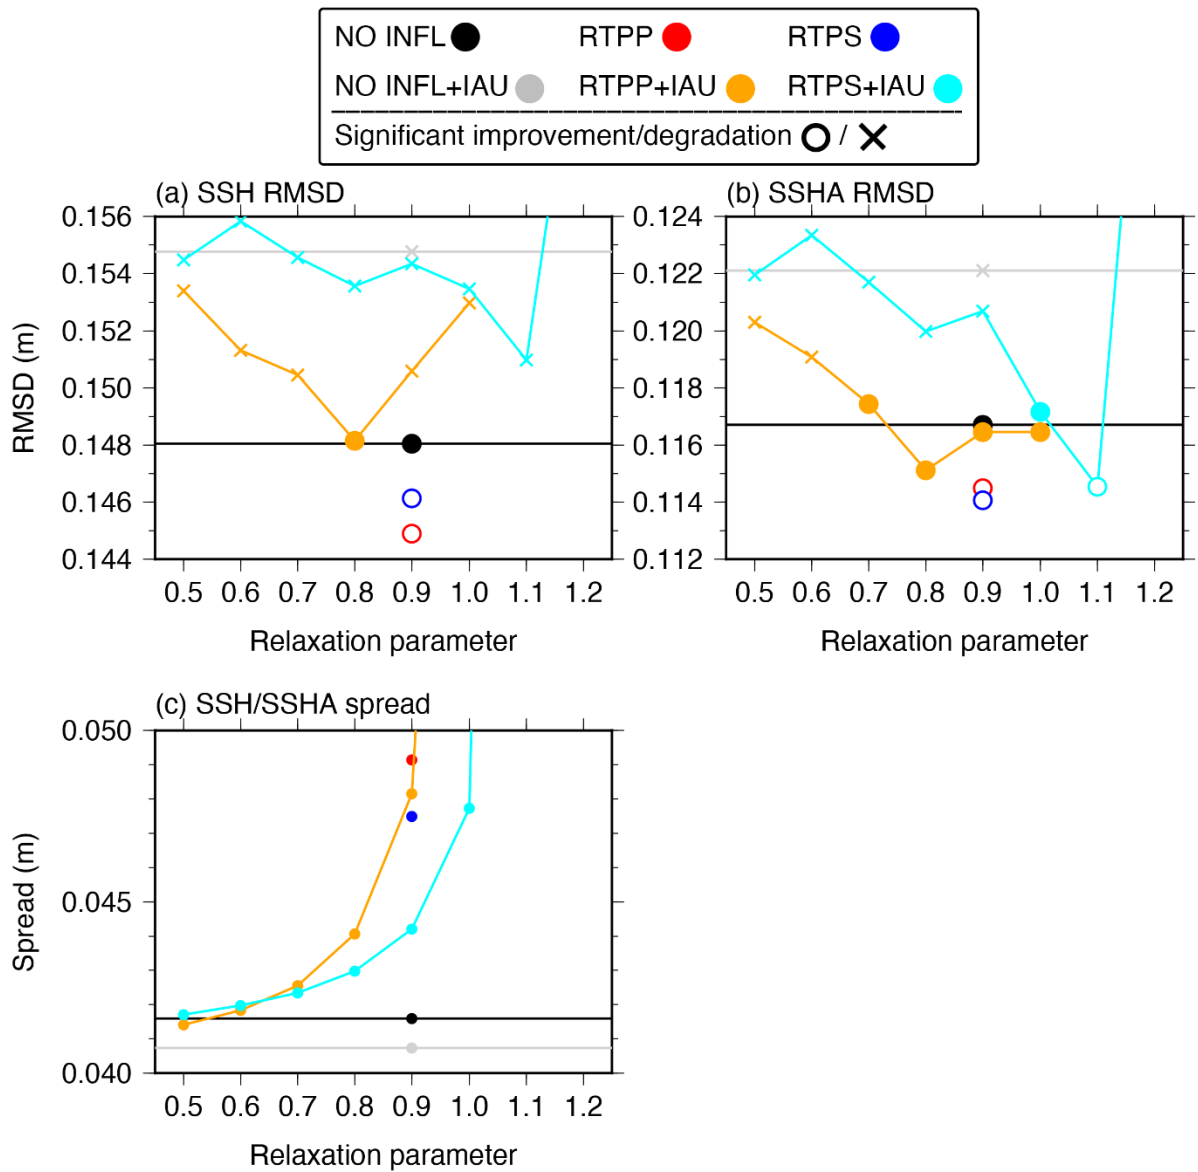 NO INFL RTPP RTPS
NO INFL+IAU RTPP+IAU RTPS+IAU
Significant improvement/degradation /
(a) SSH RMSD
0.156
0.154
0.152
0.150
0.148
0.146
0.144
RMSD (m)
0.5 0.6 0.7 0.8 0.9 1.0 1.1 1.2
Relaxation parameter
(b) SSHA RMSD
0.124
0.122
0.120
0.118
0.116
0.114
0.112
0.5 0.6 0.7 0.8 0.9 1.0 1.1 1.2
Relaxation parameter
(c) SSH/SSHA spread
0.050
0.045
0.040
Spread (m)
0.5 0.6 0.7 0.8 0.9 1.0 1.1 1.2
Relaxation parameter